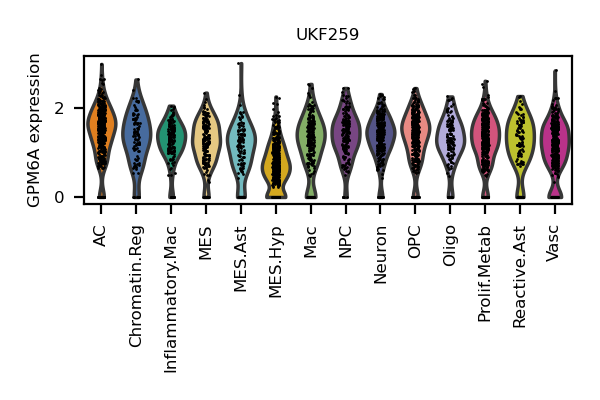 UKF259
GPM6A expression
2
0
AC
Chromatin.Reg
Inflammatory.Mac
MES
MES.Ast
MES.Hyp
Mac
NPC
Neuron
OPC
Oligo
Prolif.Metab
Reactive.Ast
Vasc